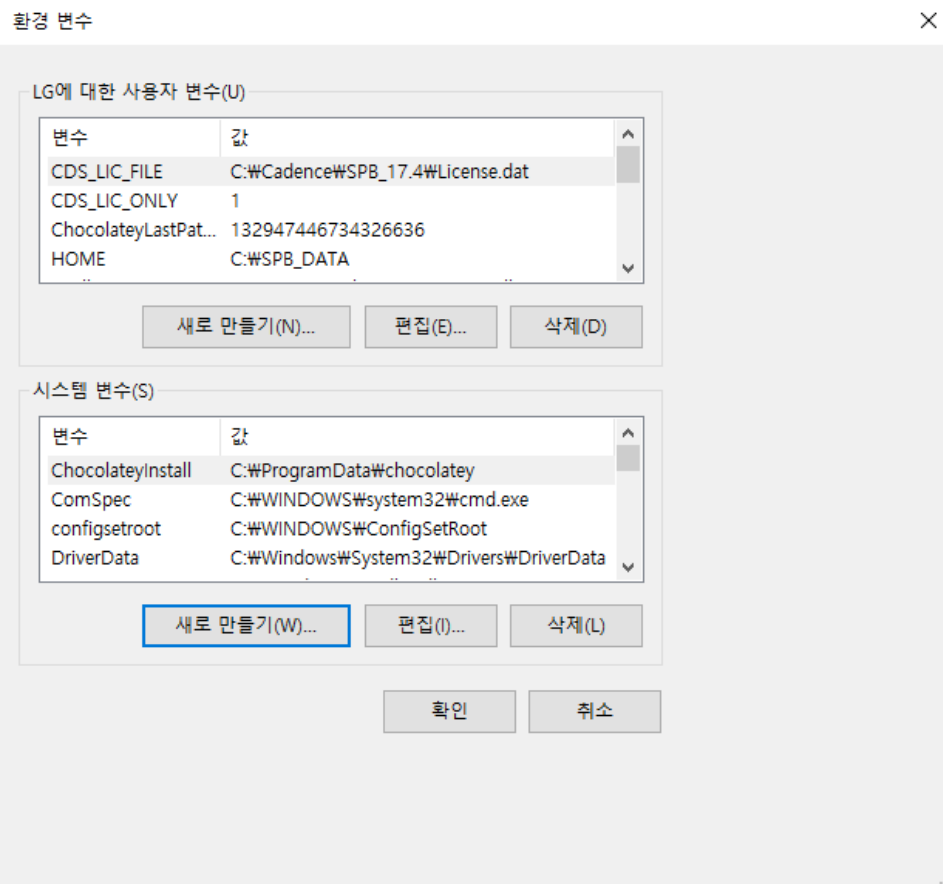 환경 변수
LG에 대한 사용자 변수(U)
변수 값
CDS_LIC_FILE C:₩Cadence₩SPB_17.4₩License.dat
CDS_LIC_ONLY 1
ChocolateyLastPat... 132947446734326636
HOME C:₩SPB_DATA
새로 만들기(N)... 편집(E)... 삭제(D)
시스템 변수(S)
변수 값
ChocolateyInstall C:₩ProgramData₩chocolatey
ComSpec C:₩WINDOWS₩system32₩cmd.exe
configsetroot C:₩WINDOWS₩ConfigSetRoot
DriverData C:₩Windows₩System32₩Drivers₩DriverData
새로 만들기(W)... 편집(I)... 삭제(L)
확인 취소